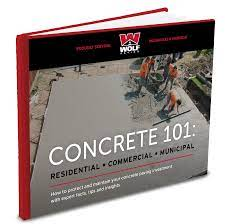 WOLF
PAVING
CONCRETE 101:
RESIDENTIAL • COMMERCIAL • MUNICIPAL
How to protect and maintain your concrete paving investment
with expert facts, tips and insights